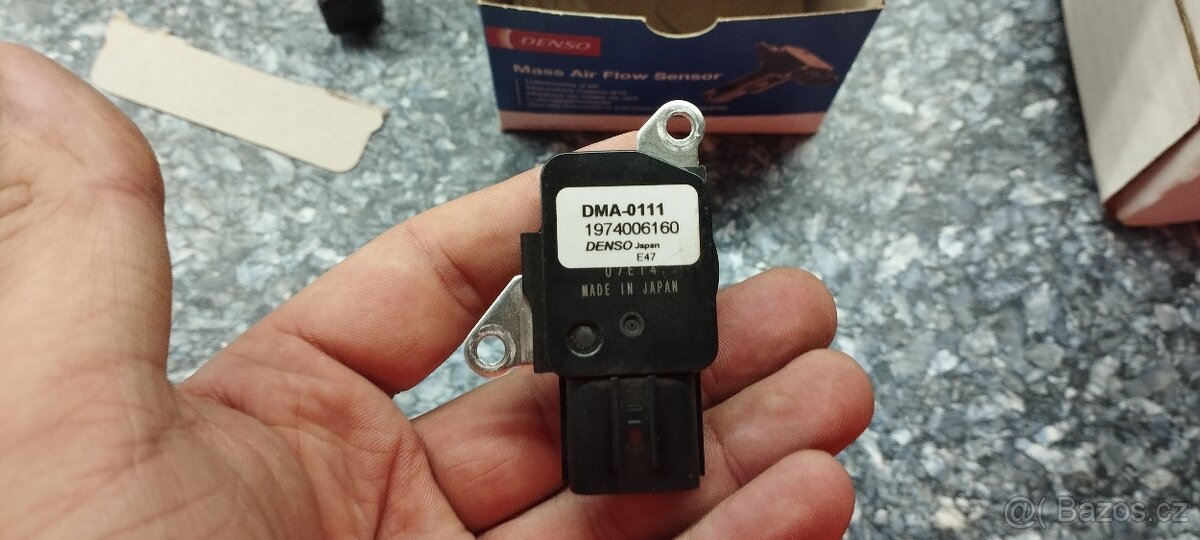 DENSO
Mass Air Flow Sensor
DMA-0111
1974006160
DENSO Japan
E47
MADE IN JAPAN
@( Bazos.cz